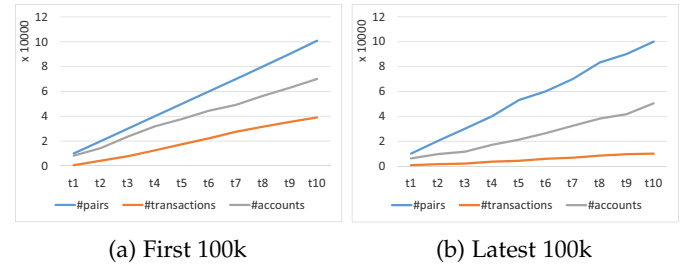 12
10
8
6
4
2
0
x 10000
t1 t2 t3 t4 t5 t6 t7 t8 t9 t10
#pairs #transactions #accounts
(a) First 100k
12
10
8
6
4
2
0
x 10000
t1 t2 t3 t4 t5 t6 t7 t8 t9 t10
#pairs #transactions #accounts
(b) Latest 100k